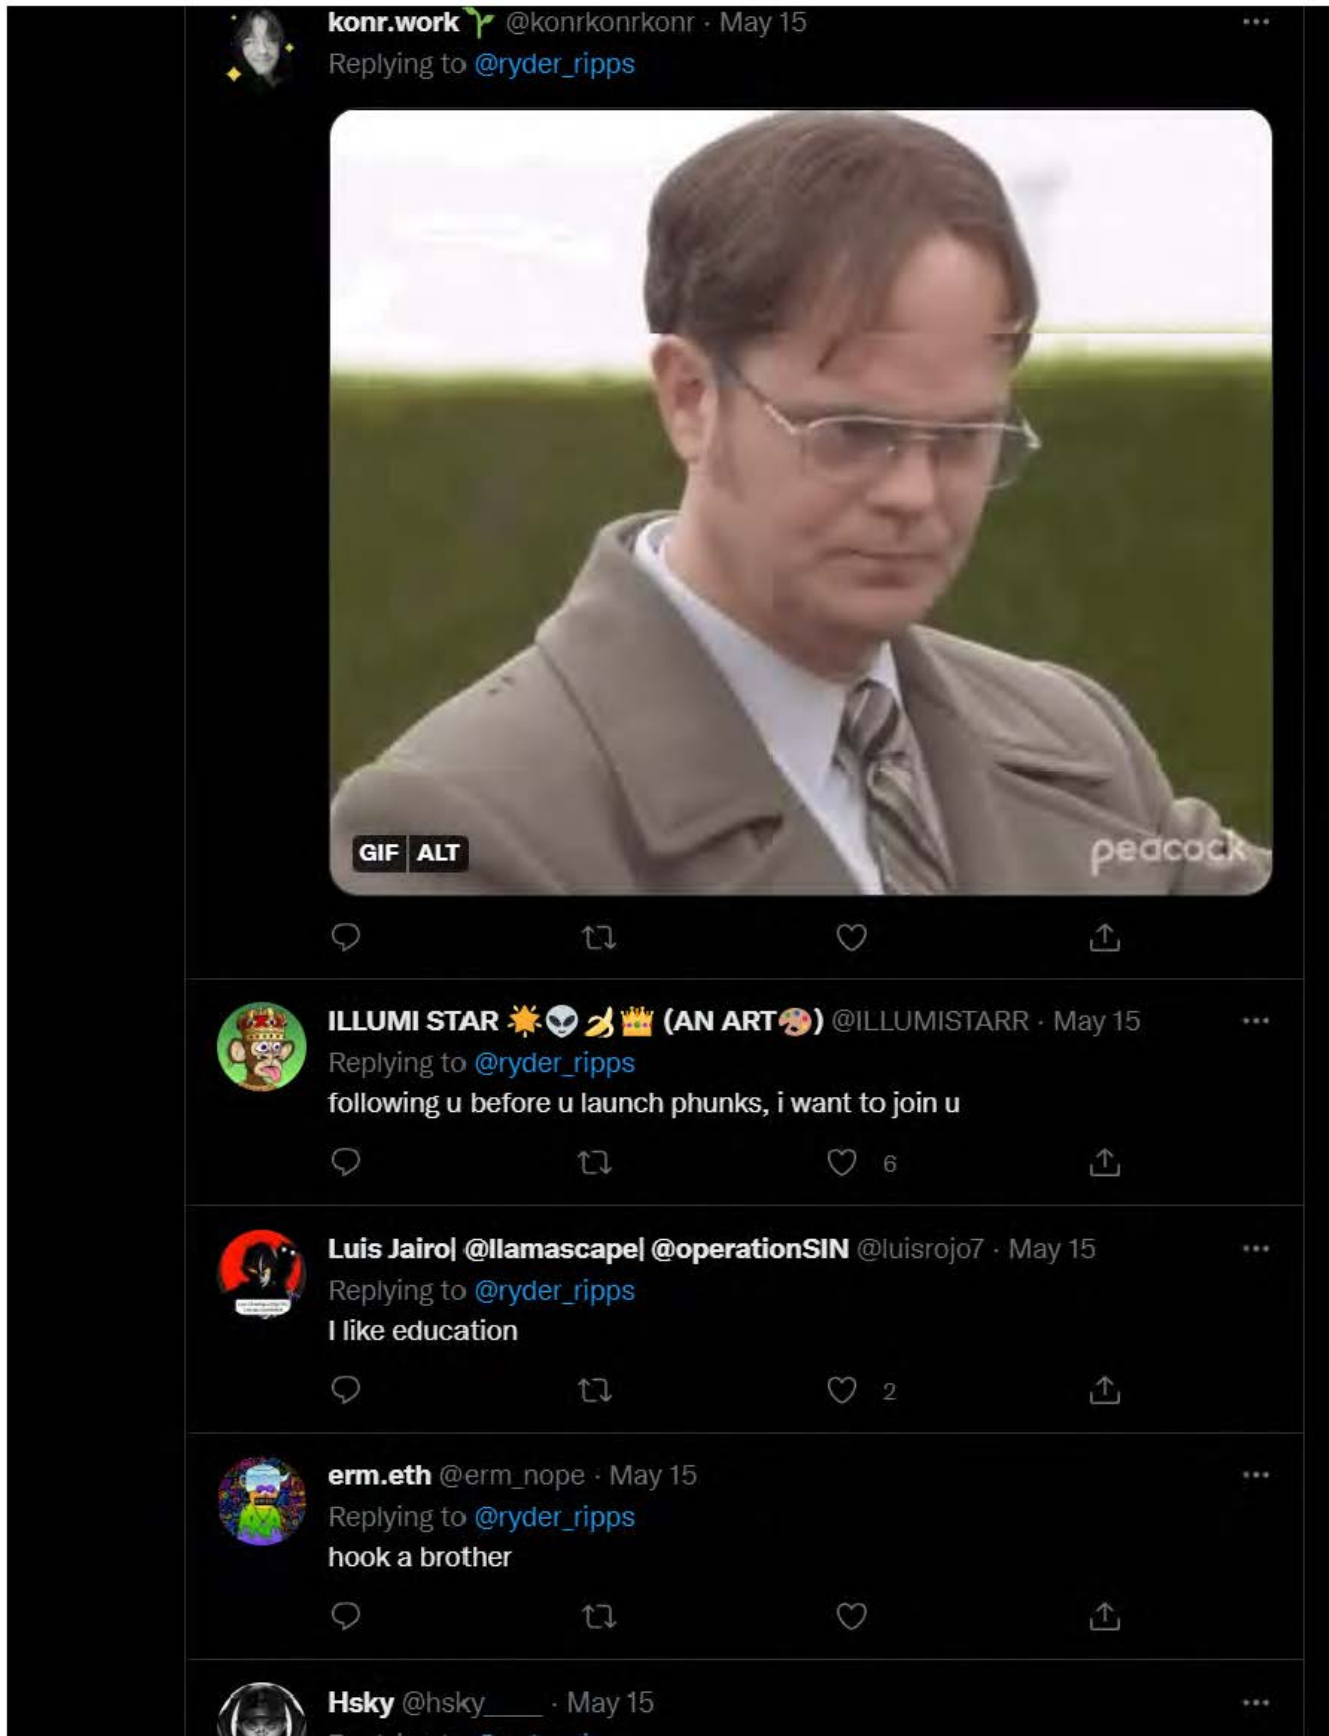 konr.work @konrkonrkonr · May 15
Replying to @ryder_ripps
GIF ALT
peacock
ILLUMI STAR 🌟👽🍌👑 (AN ART🎨) @ILLUMISTARR · May 15
Replying to @ryder_ripps
following u before u launch phunks, i want to join u
6
Luis Jairo| @llamascape| @operationSIN @luisrojo7 · May 15
Replying to @ryder_ripps
I like education
2
erm.eth @erm_nope · May 15
Replying to @ryder_ripps
hook a brother
Hsky @hsky____ · May 15